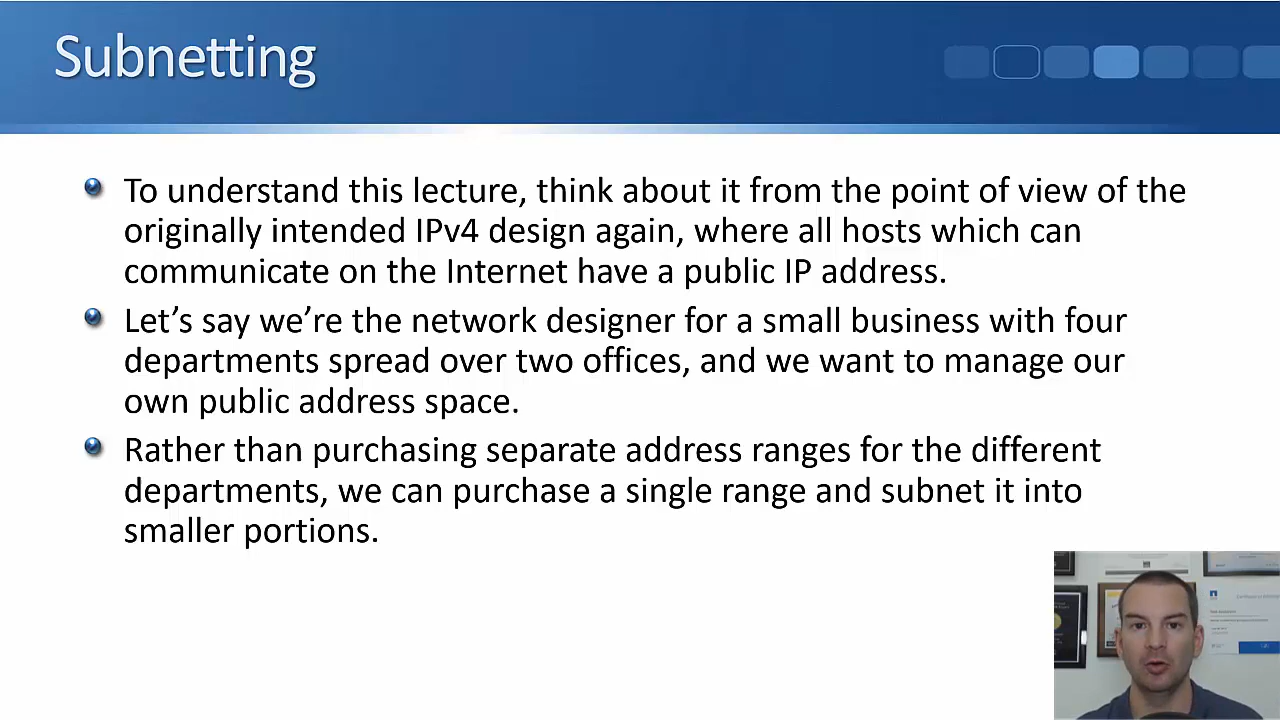 Subnetting
To understand this lecture, think about it from the point of view of the
originally intended IPv4 design again, where all hosts which can
communicate on the Internet have a public IP address.
Let’s say we’re the network designer for a small business with four
departments spread over two offices, and we want to manage our
own public address space.
Rather than purchasing separate address ranges for the different
departments, we can purchase a single range and subnet it into
smaller portions.